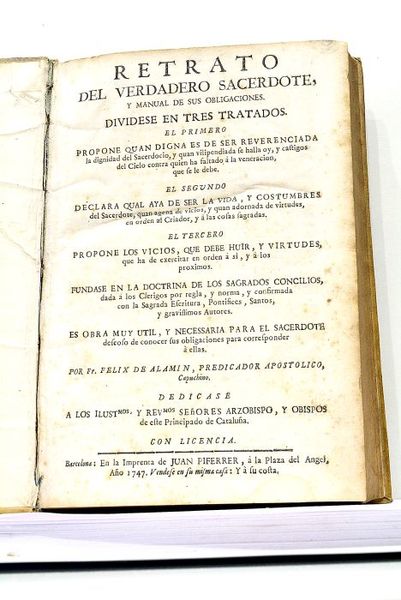 RETRATO
DEL VERDADERO SACERDOTE,
Y MANUAL DE SUS OBLIGACIONES.
DIVIDESE EN TRES TRATADOS.
EL PRIMERO
PROPONE QUAN DIGNA ES DE SER REVERENCIADA
la dignidad del Sacerdocio, y quan vilipendiada se halla oy, y castigos
del Cielo contra quien ha faltado à la veneracion,
que se le debe.
EL SEGUNDO
DECLARA QUAL AYA DE SER LA VIDA, Y COSTUMBRES
del Sacerdote, quan agena de vicios, y quan adornada de virtudes,
en orden al Criador, y à las cosas sagradas.
EL TERCERO
PROPONE LOS VICIOS, QUE DEBE HUIR, Y VIRTUDES,
que ha de exercitar en orden à sì, y à los
proximos.
FUNDASE EN LA DOCTRINA DE LOS SAGRADOS CONCILIOS,
dada à los Clerigos por regla, y norma, y confirmada
con la Sagrada Escritura, Pontifices, Santos,
y gravissimos Autores.
ES OBRA MUY UTIL, Y NECESSARIA PARA EL SACERDOTE
deseoso de conocer sus obligaciones para corresponder
à ellas.
POR Fr. FELIX DE ALAMIN, PREDICADOR APOSTOLICO,
Capuchino.
DEDICASE
A LOS ILUSTmos. Y REVmos SEÑORES ARZOBISPO, Y OBISPOS
de este Principado de Cataluña.
CON LICENCIA.
Barcelona: En la Imprenta de JUAN PIFERRER, à la Plaza del Angel,
Año 1747. Vendese en su misma casa: Y à su costa.